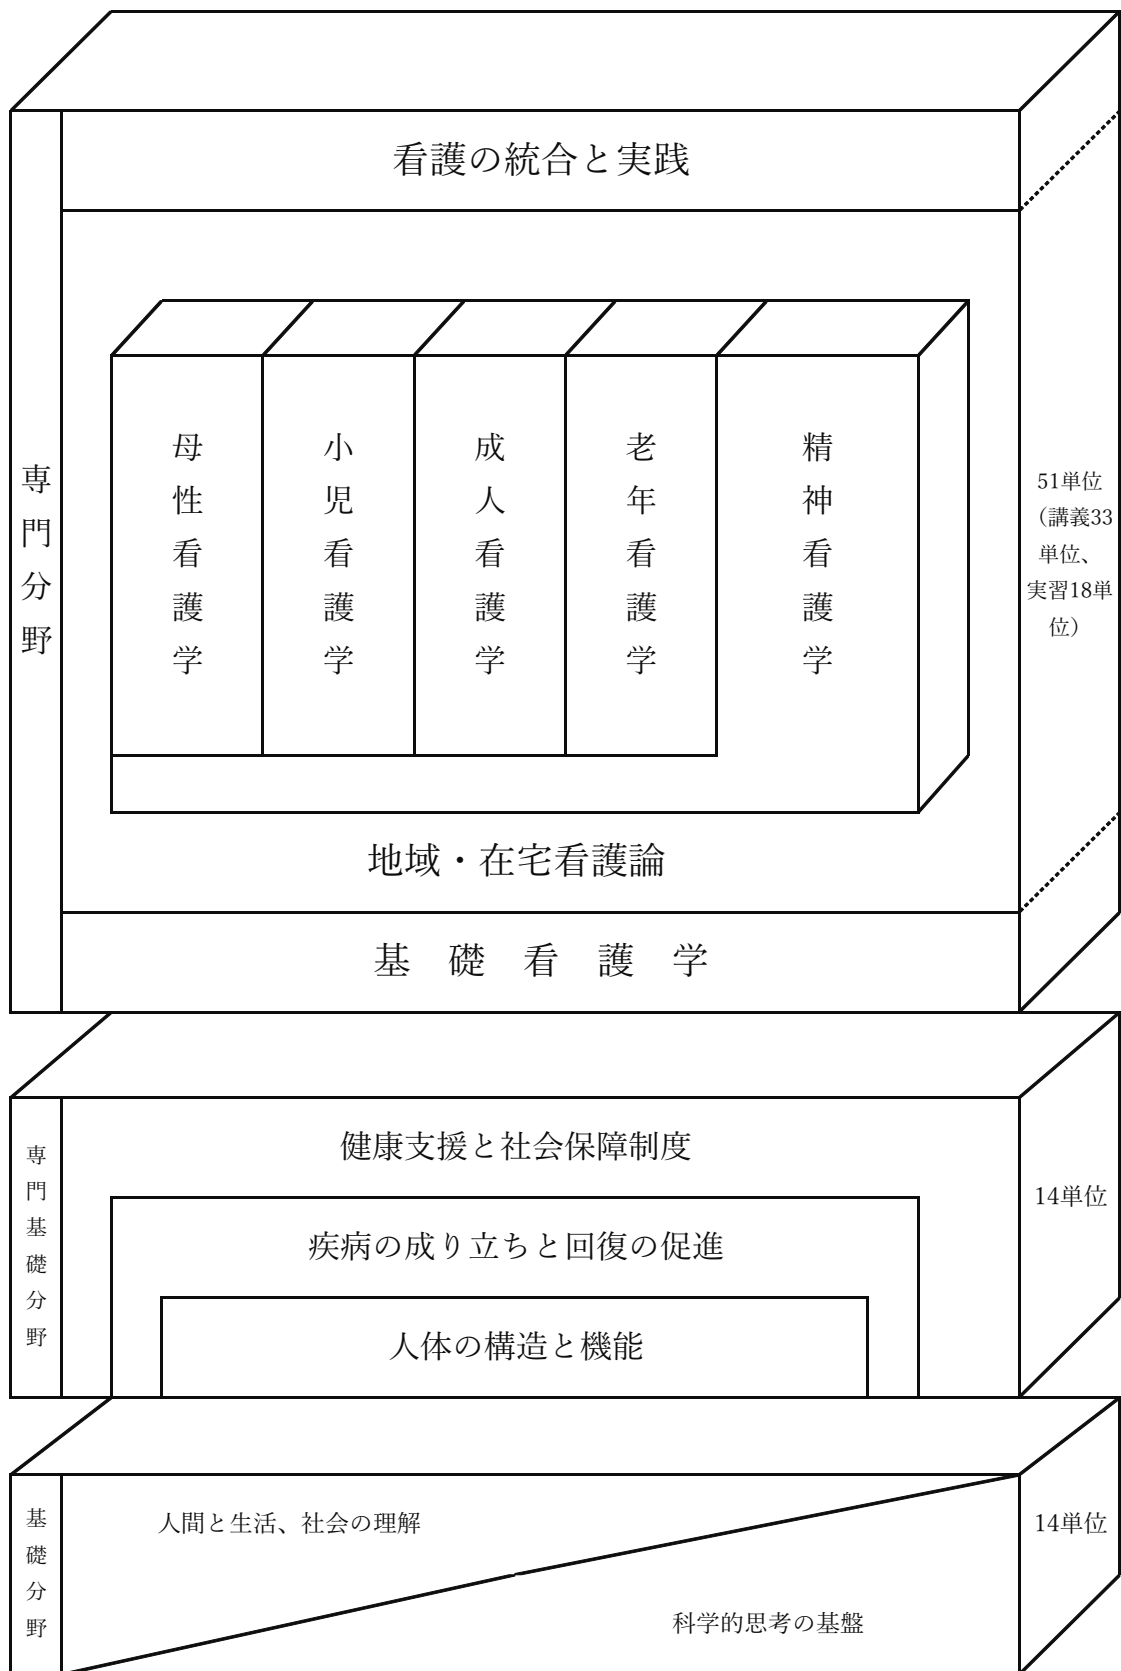 専門分野
看護の統合と実践
母性看護学
小児看護学
成人看護学
老年看護学
精神看護学
51単位
（講義33
単位、
実習18単
位）
地域・在宅看護論
基 礎 看 護 学
専門基礎分野
健康支援と社会保障制度
14単位
疾病の成り立ちと回復の促進
人体の構造と機能
基礎分野
人間と生活、社会の理解
14単位
科学的思考の基盤